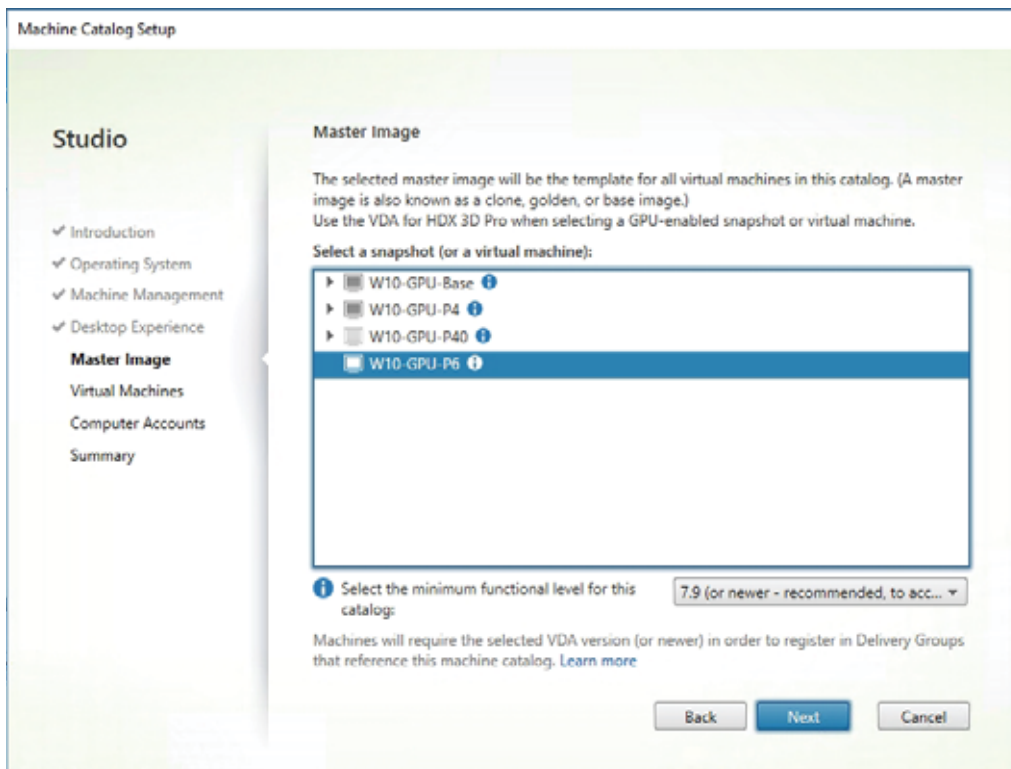 Machine Catalog Setup
Studio
Introduction
Operating System
Machine Management
Desktop Experience
Master Image
Virtual Machines
Computer Accounts
Summary
Master Image
The selected master image will be the template for all virtual machines in this catalog. (A master
image is also known as a clone, golden, or base image.)
Use the VDA for HDX 3D Pro when selecting a GPU-enabled snapshot or virtual machine.
Select a snapshot (or a virtual machine):
W10-GPU-Base
W10-GPU-P4
W10-GPU-P40
W10-GPU-P6
Select the minimum functional level for this
catalog:
7.9 (or newer - recommended, to acc...
Machines will require the selected VDA version (or newer) in order to register in Delivery Groups
that reference this machine catalog. Learn more
Back
Next
Cancel